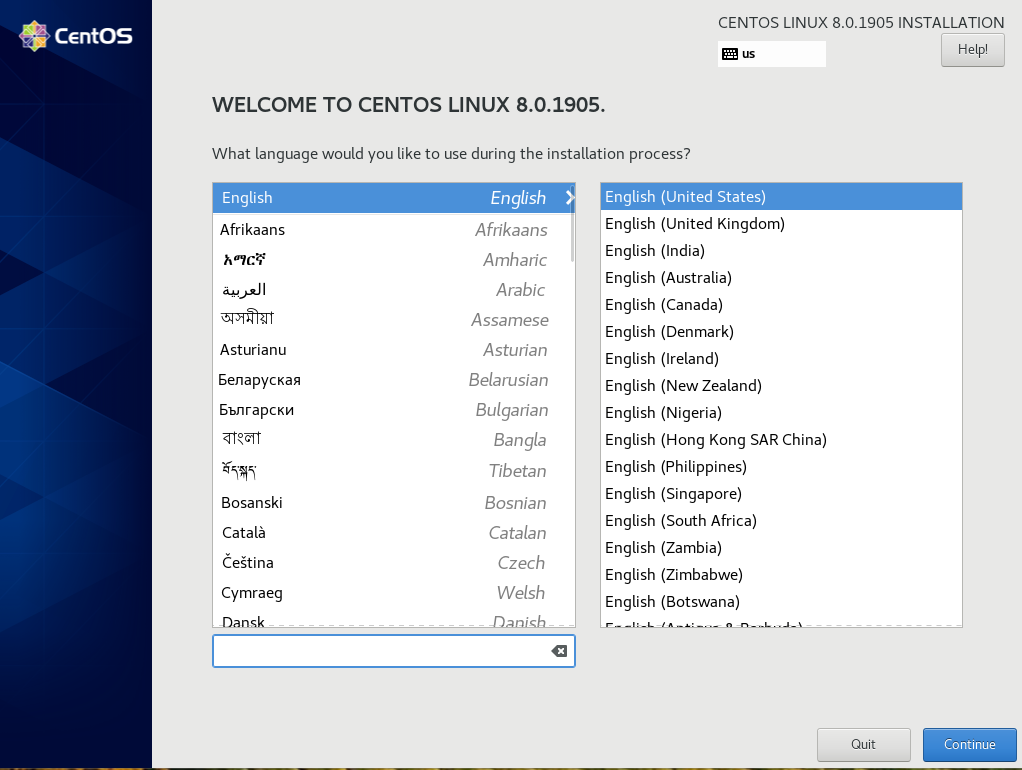 CentOS
CENTOS LINUX 8.0.1905 INSTALLATION
us
Help!
WELCOME TO CENTOS LINUX 8.0.1905.
What language would you like to use during the installation process?
English English
Afrikaans Afrikaans
አማርኛ Amharic
العربية Arabic
অসমীয়া Assamese
Asturianu Asturian
Беларуская Belarusian
Български Bulgarian
বাংলা Bangla
བོད་སྐད་ Tibetan
Bosanski Bosnian
Català Catalan
Čeština Czech
Cymraeg Welsh
Dansk Danish
English (United States)
English (United Kingdom)
English (India)
English (Australia)
English (Canada)
English (Denmark)
English (Ireland)
English (New Zealand)
English (Nigeria)
English (Hong Kong SAR China)
English (Philippines)
English (Singapore)
English (South Africa)
English (Zambia)
English (Zimbabwe)
English (Botswana)
English (Antigua & Barbuda)
Quit
Continue